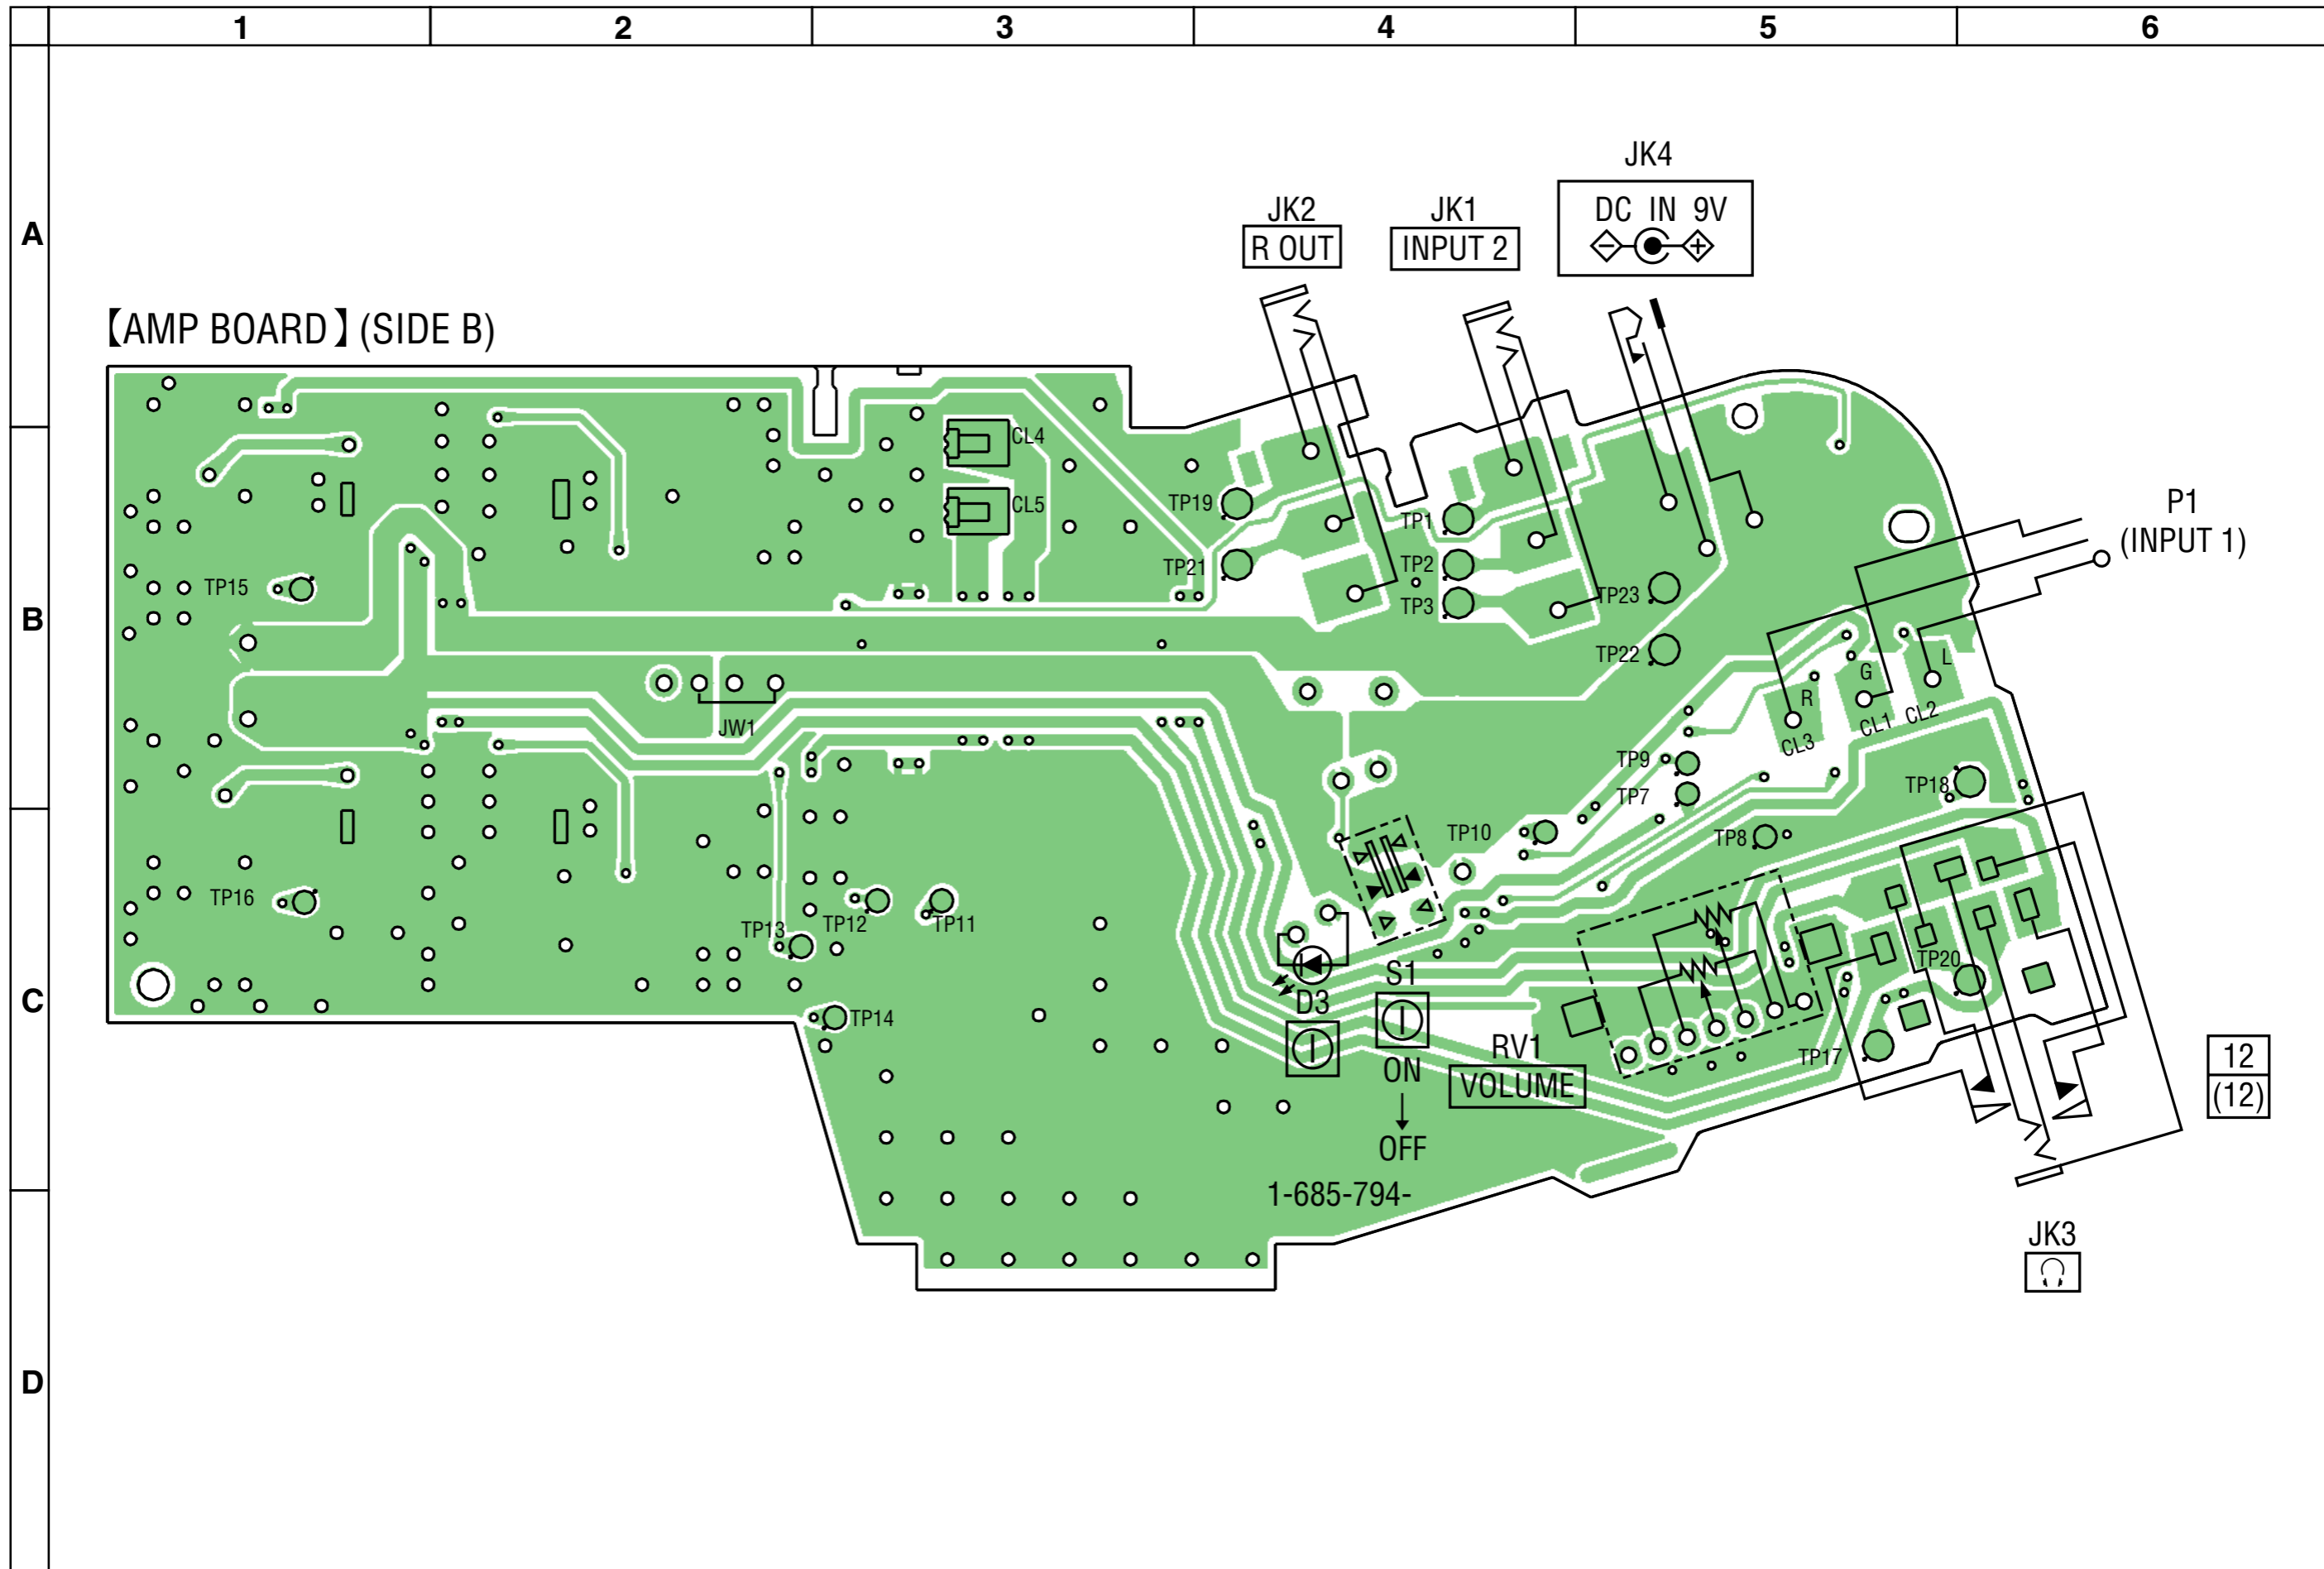 1 2 3 4 5 6
A
B
C
D
JK4
DC IN 9V
JK2
R OUT
JK1
INPUT 2
【AMP BOARD】(SIDE B)
CL4
CL5
TP19
TP1
P1
(INPUT 1)
TP21
TP2
TP15
TP3
TP23
TP22
L
G
R
JW1
CL3
CL1
CL2
TP9
TP18
TP7
TP10
TP8
TP16
TP13
TP12
TP11
TP20
S1
D3
TP14
RV1
VOLUME
TP17
ON
OFF
12
(12)
1-685-794-
JK3